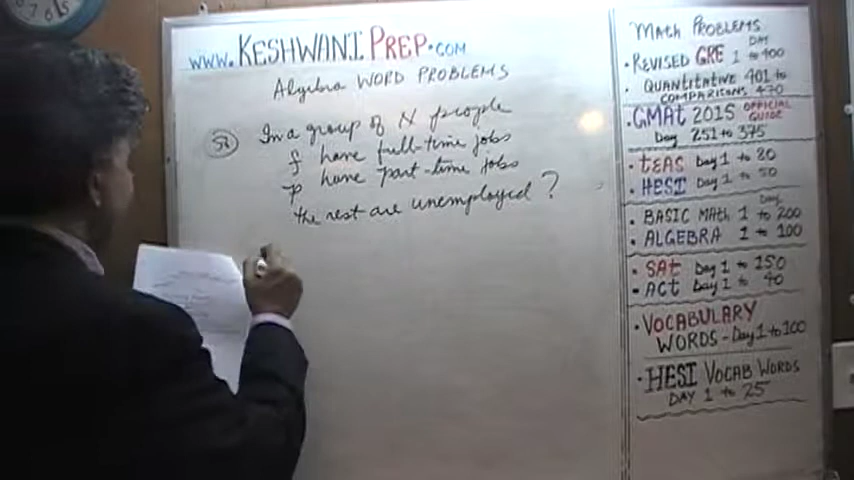 www.KESHWANIPREP.COM
Algebra WORD PROBLEMS
In a group of X people
f have full-time jobs
p have part-time jobs
the rest are unemployed?
MATH PROBLEMS
DAY
• REVISED GRE 1 to 400
• QUANTITATIVE 401 to
COMPARISONS 470
• GMAT 2015 OFFICIAL GUIDE
Day 251 to 375
• tEAS Day 1 to 20
• HESI Day 1 to 50
DAY
• BASIC MATH 1 to 200
• ALGEBRA 1 to 100
• SAt Day 1 to 150
• ACt Day 1 to 40
• VOCABULARY
WORDS - Day 1 to 100
• HESI VOCAB WORDS
DAY 1 to 25